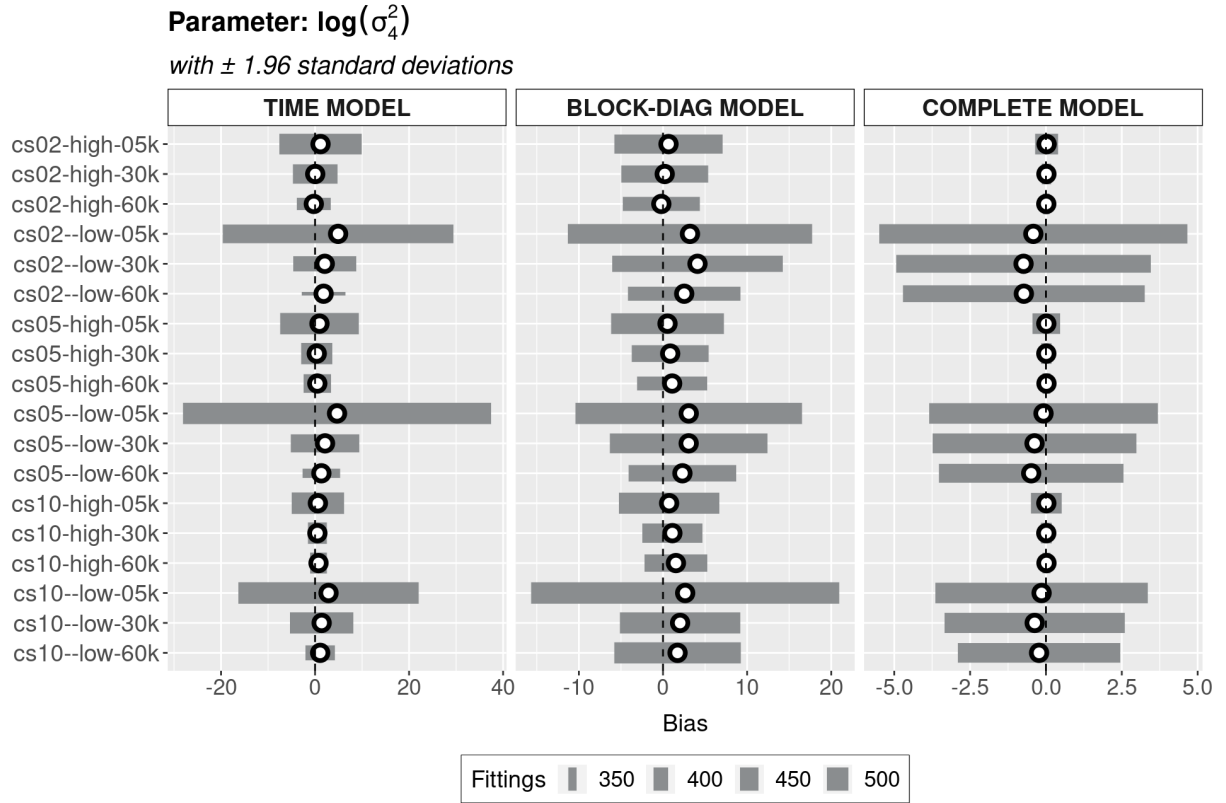 Parameter: log(σ₄²)
with ± 1.96 standard deviations
TIME MODEL BLOCK-DIAG MODEL COMPLETE MODEL
cs02-high-05k
cs02-high-30k
cs02-high-60k
cs02--low-05k
cs02--low-30k
cs02--low-60k
cs05-high-05k
cs05-high-30k
cs05-high-60k
cs05--low-05k
cs05--low-30k
cs05--low-60k
cs10-high-05k
cs10-high-30k
cs10-high-60k
cs10--low-05k
cs10--low-30k
cs10--low-60k
-20 0 20 40 -10 0 10 20 -5.0 -2.5 0.0 2.5 5.0
Bias
Fittings 350 400 450 500